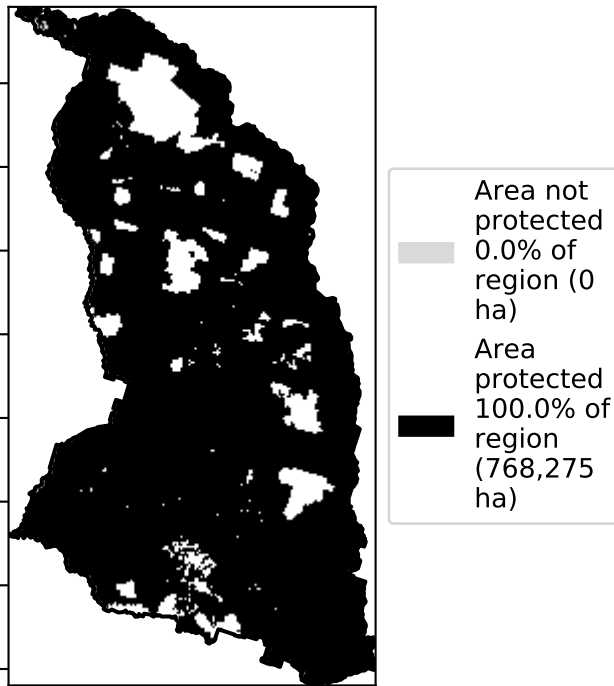 Area not
protected
0.0% of
region (0
ha)
Area
protected
100.0% of
region
(768,275
ha)